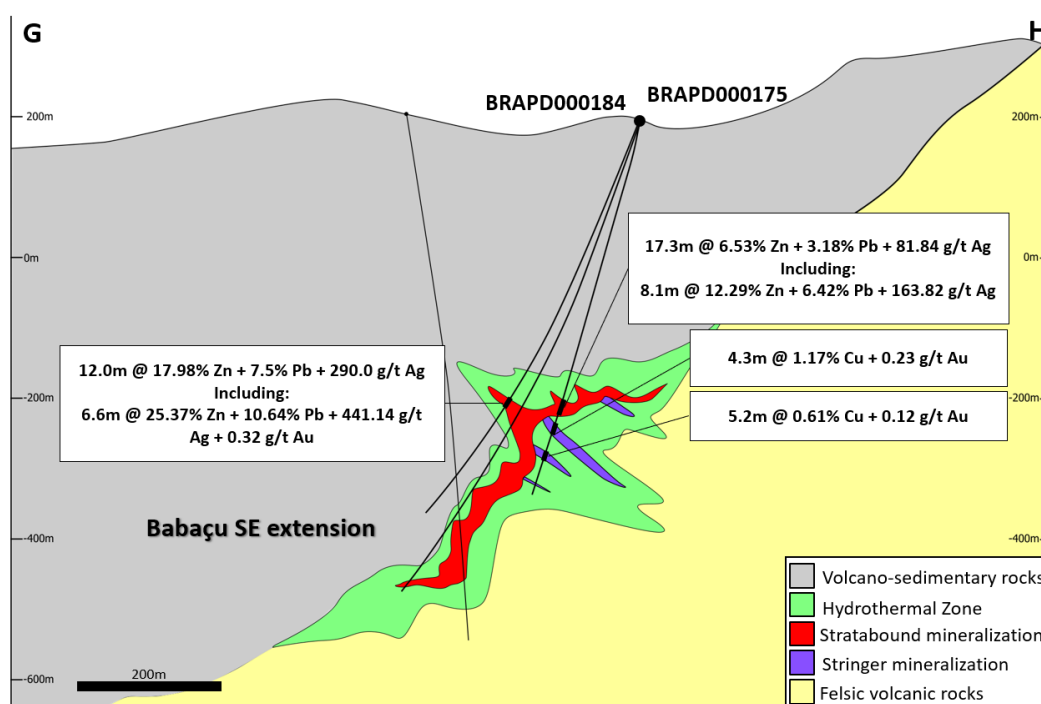 G
H
BRAPD000184
BRAPD000175
200m
200m
0m
0m
17.3m @ 6.53% Zn + 3.18% Pb + 81.84 g/t Ag
Including:
8.1m @ 12.29% Zn + 6.42% Pb + 163.82 g/t Ag
4.3m @ 1.17% Cu + 0.23 g/t Au
12.0m @ 17.98% Zn + 7.5% Pb + 290.0 g/t Ag
Including:
6.6m @ 25.37% Zn + 10.64% Pb + 441.14 g/t
Ag + 0.32 g/t Au
-200m
-200m
5.2m @ 0.61% Cu + 0.12 g/t Au
Babaçu SE extension
-400m
-400m
Volcano-sedimentary rocks
Hydrothermal Zone
Stratabound mineralization
Stringer mineralization
Felsic volcanic rocks
-600m
200m